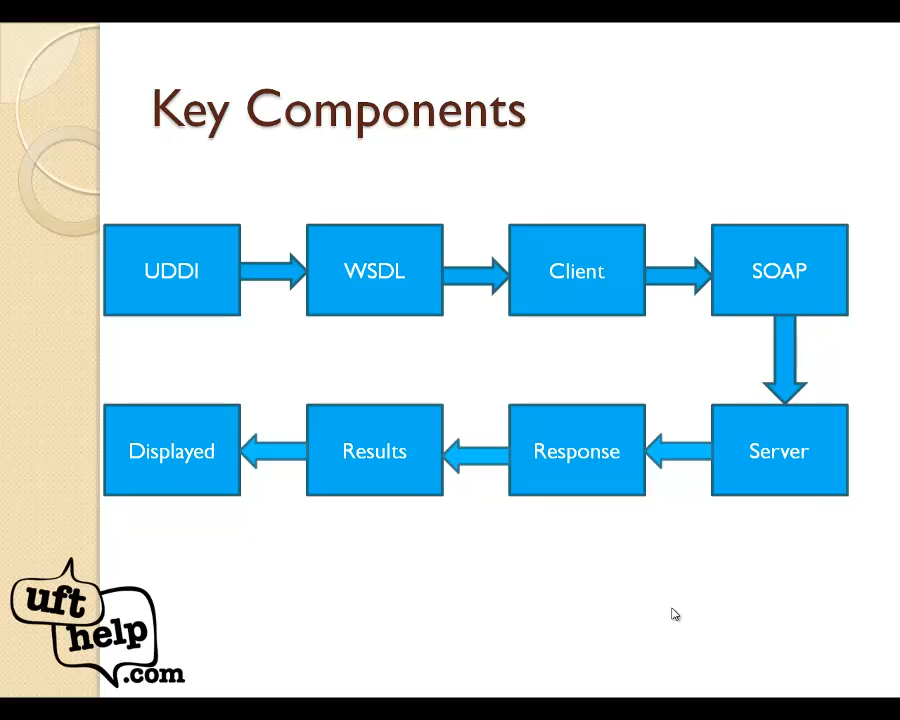 Key Components
UDDI
WSDL
Client
SOAP
Displayed
Results
Response
Server
uft
help
.com